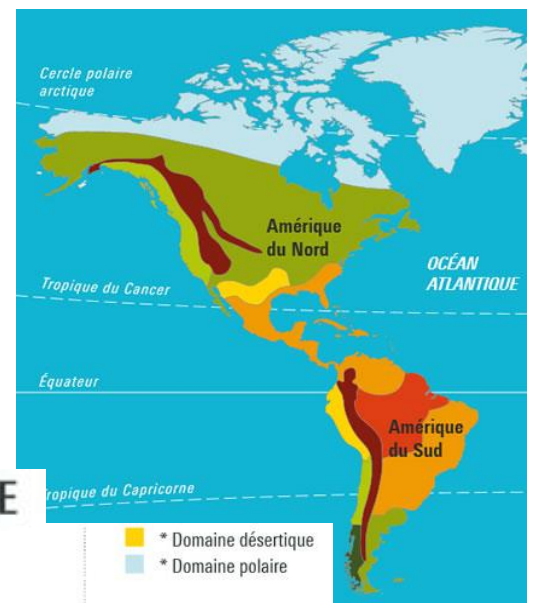 Cercle polaire
arctique
Amérique
du Nord
OCÉAN
ATLANTIQUE
Tropique du Cancer
Équateur
Amérique
du Sud
E
Tropique du Capricorne
* Domaine désertique
* Domaine polaire